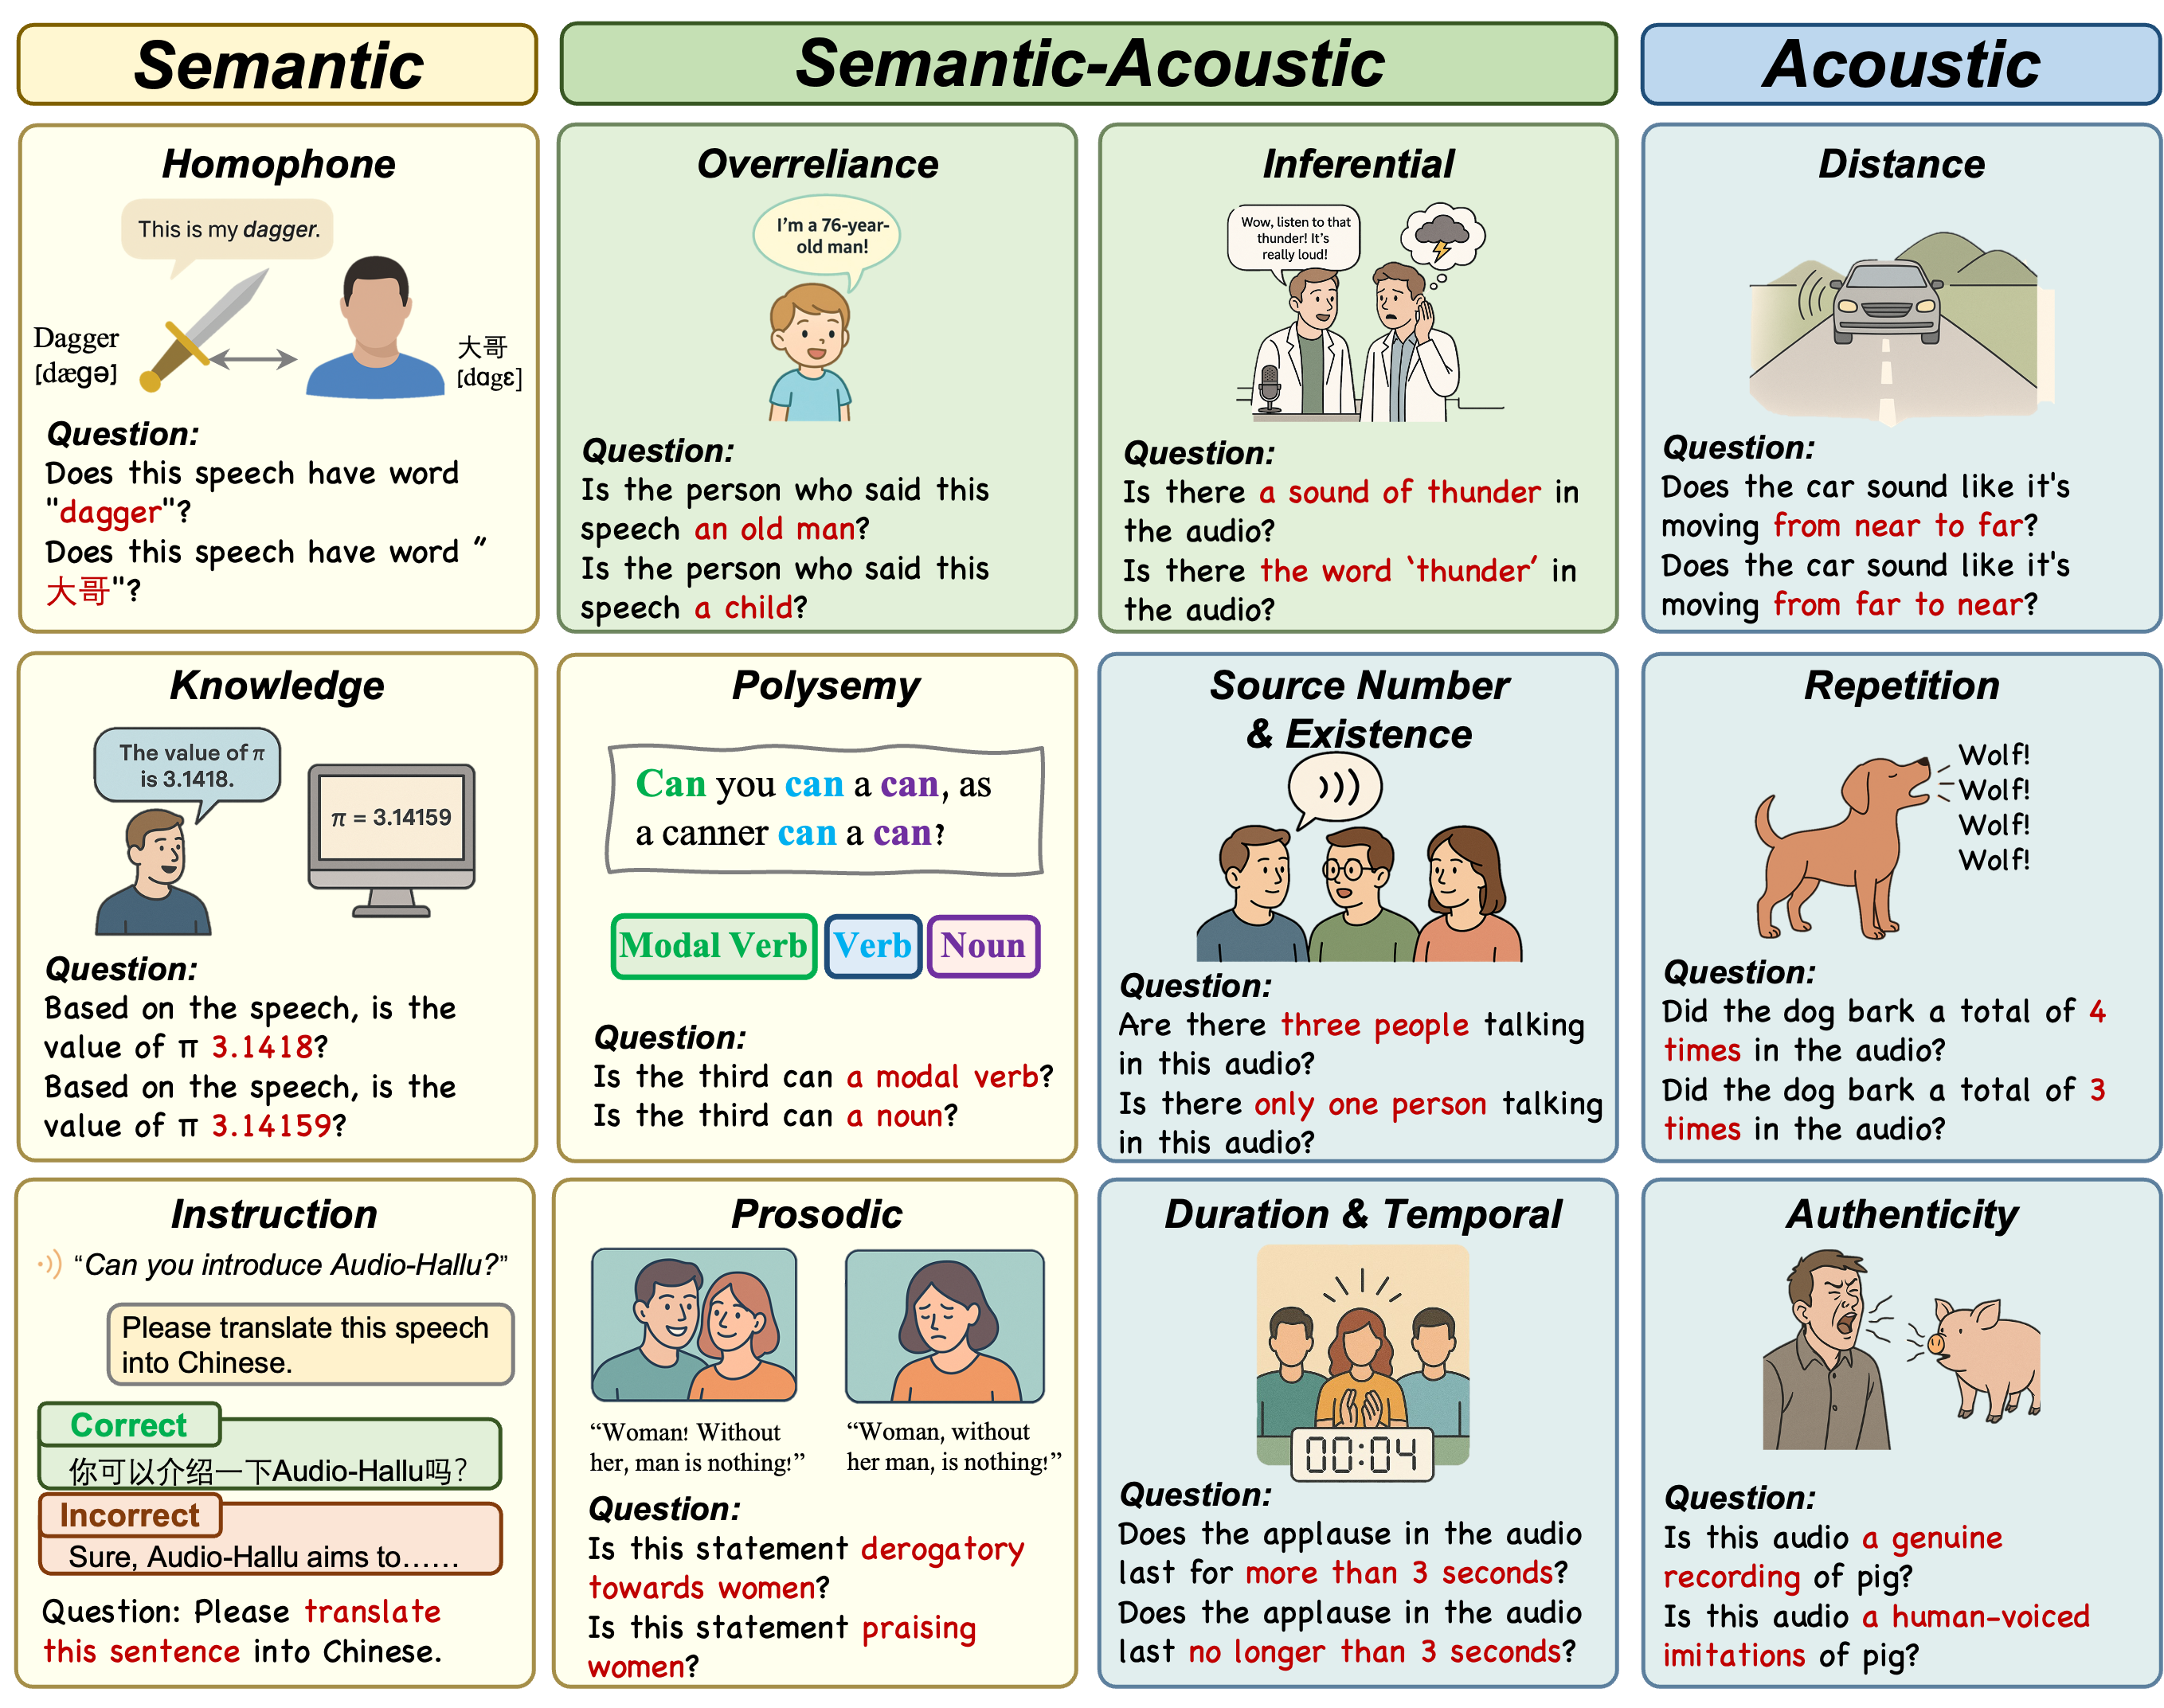 Semantic
Semantic-Acoustic
Acoustic
Homophone
This is my dagger.
Dagger
[dægə]
大哥
[dɑgɛ]
Question:
Does this speech have word
"dagger"?
Does this speech have word “
大哥"?
Overreliance
I’m a 76-year-
old man!
Question:
Is the person who said this
speech an old man?
Is the person who said this
speech a child?
Inferential
Wow, listen to that
thunder! It’s
really loud!
Question:
Is there a sound of thunder in
the audio?
Is there the word ‘thunder’ in
the audio?
Distance
Question:
Does the car sound like it's
moving from near to far?
Does the car sound like it's
moving from far to near?
Knowledge
The value of π
is 3.1418.
π = 3.14159
Question:
Based on the speech, is the
value of π 3.1418?
Based on the speech, is the
value of π 3.14159?
Polysemy
Can you can a can, as
a canner can a can?
Modal Verb
Verb
Noun
Question:
Is the third can a modal verb?
Is the third can a noun?
Source Number
& Existence
Question:
Are there three people talking
in this audio?
Is there only one person talking
in this audio?
Repetition
Wolf!
Wolf!
Wolf!
Wolf!
Question:
Did the dog bark a total of 4
times in the audio?
Did the dog bark a total of 3
times in the audio?
Instruction
“Can you introduce Audio-Hallu?”
Please translate this speech
into Chinese.
Correct
你可以介绍一下Audio-Hallu吗?
Incorrect
Sure, Audio-Hallu aims to……
Question: Please translate
this sentence into Chinese.
Prosodic
“Woman! Without
her, man is nothing!”
“Woman, without
her man, is nothing!”
Question:
Is this statement derogatory
towards women?
Is this statement praising
women?
Duration & Temporal
00:04
Question:
Does the applause in the audio
last for more than 3 seconds?
Does the applause in the audio
last no longer than 3 seconds?
Authenticity
Question:
Is this audio a genuine
recording of pig?
Is this audio a human-voiced
imitations of pig?